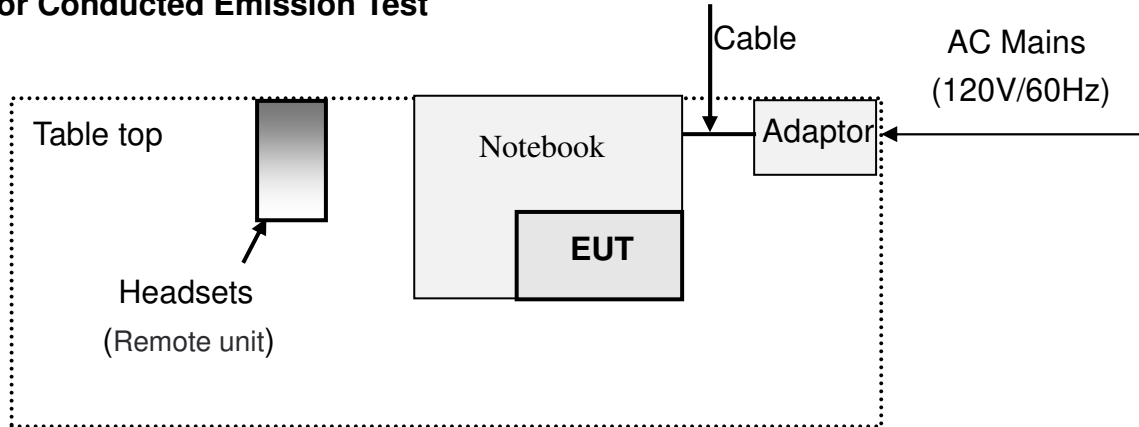 or Conducted Emission Test
Cable
AC Mains
(120V/60Hz)
Table top
Notebook
Adaptor
EUT
Headsets
(Remote unit)